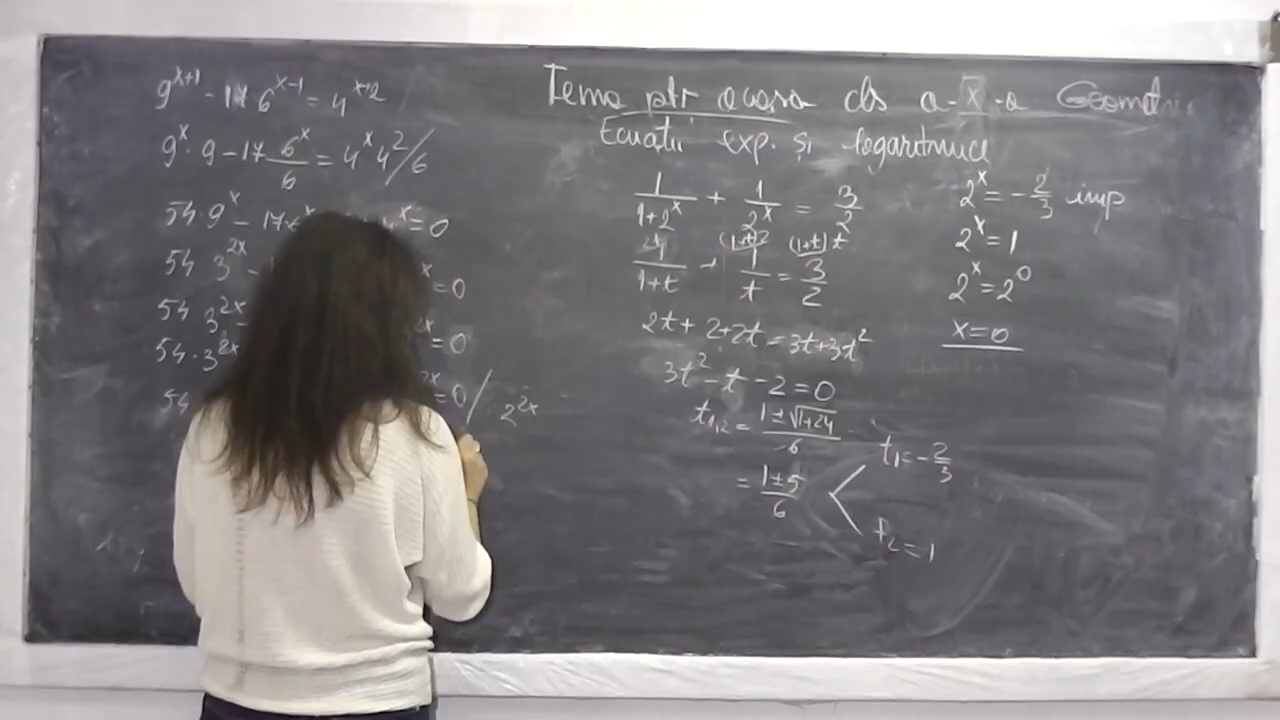 9^{x+1} - 17 6^{x-1} = 4^{x+2}
9^x · 9 - 17 6^x/6 = 4^x 4^2 / 6
54 · 9^x - 17 6^x 4^x = 0
54 3^{2x} - = 0
54 3^{2x} - 2x = 0
54 · 3^{2x}
54 2x = 0 / 2^{2x}
Tema ptr acasa cls a-X-a Geometri
Ecuatii exp. și logaritmice
1/(1+2^x) + 1/2^x = 3/2
1/(1+t) + 1/t = 3/2
2t + 2 + 2t = 3t + 3t^2
3t^2 - t - 2 = 0
t_{1,2} = (1 ± √(1+24))/6
= (1 ± 5)/6
t_1 = -2/3
t_2 = 1
2^x = -2/3 imp
2^x = 1
2^x = 2^0
x = 0